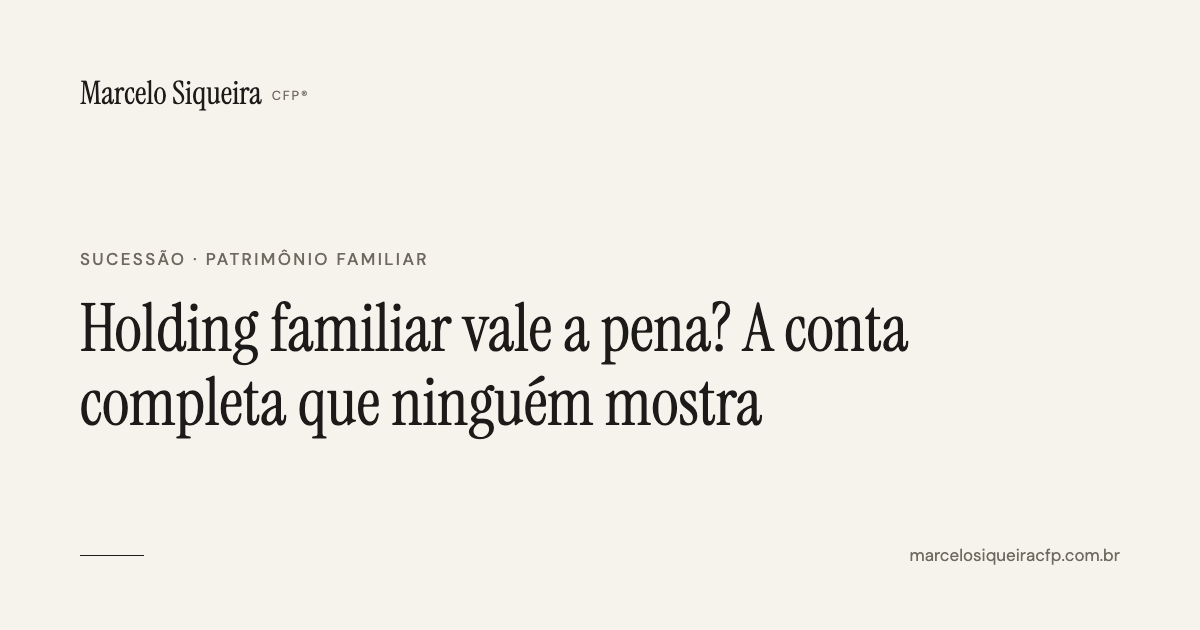 Marcelo Siqueira CFP®
SUCESSÃO · PATRIMÔNIO FAMILIAR
Holding familiar vale a pena? A conta
completa que ninguém mostra
marcelosiqueiracfp.com.br